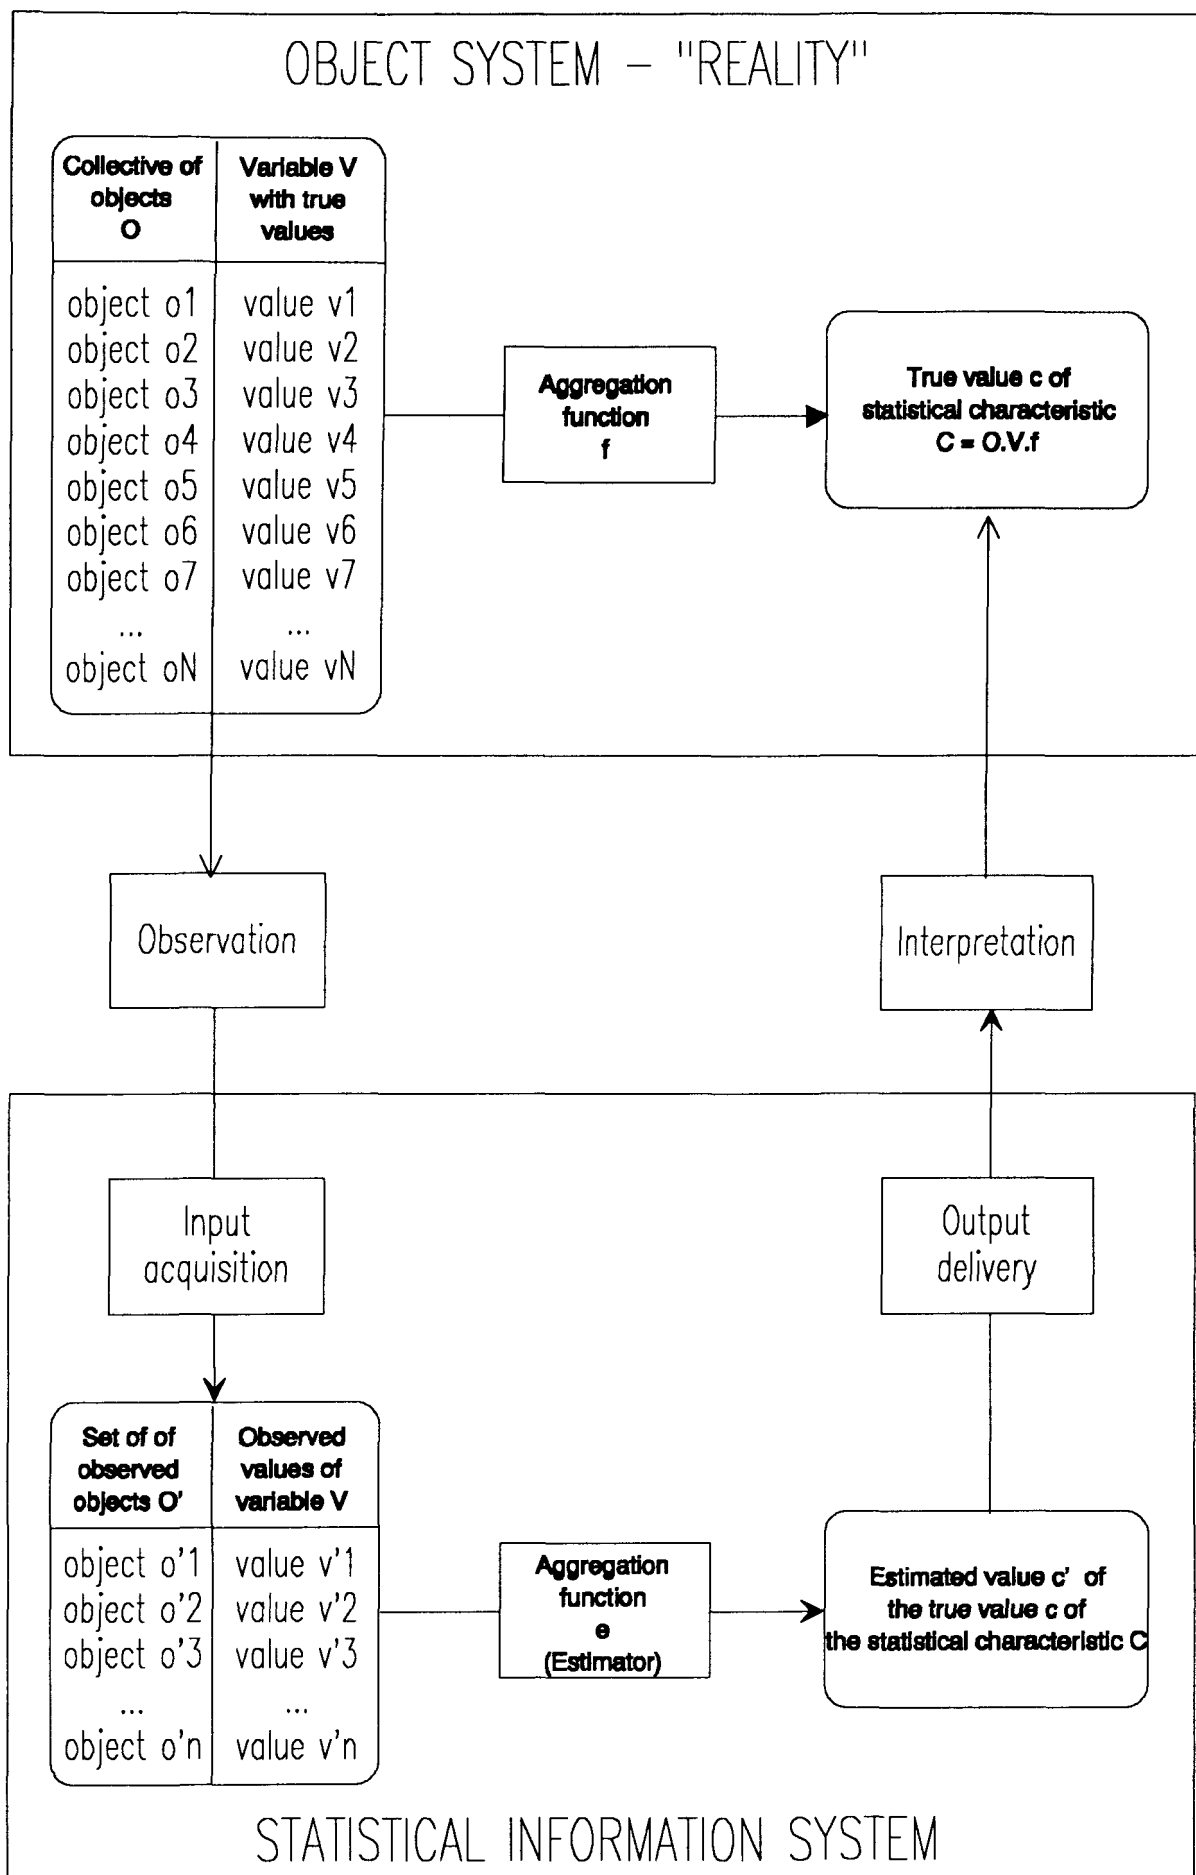 OBJECT SYSTEM – "REALITY"
Collective of
objects
O
Variable V
with true
values
object o1 value v1
object o2 value v2
object o3 value v3
object o4 value v4
object o5 value v5
object o6 value v6
object o7 value v7
... ...
object oN value vN
Aggregation
function
f
True value c of
statistical characteristic
C = O.V.f
Observation
Interpretation
Input
acquisition
Output
delivery
Set of of
observed
objects O'
Observed
values of
variable V
object o'1 value v'1
object o'2 value v'2
object o'3 value v'3
... ...
object o'n value v'n
Aggregation
function
e
(Estimator)
Estimated value c' of
the true value c of
the statistical characteristic C
STATISTICAL INFORMATION SYSTEM